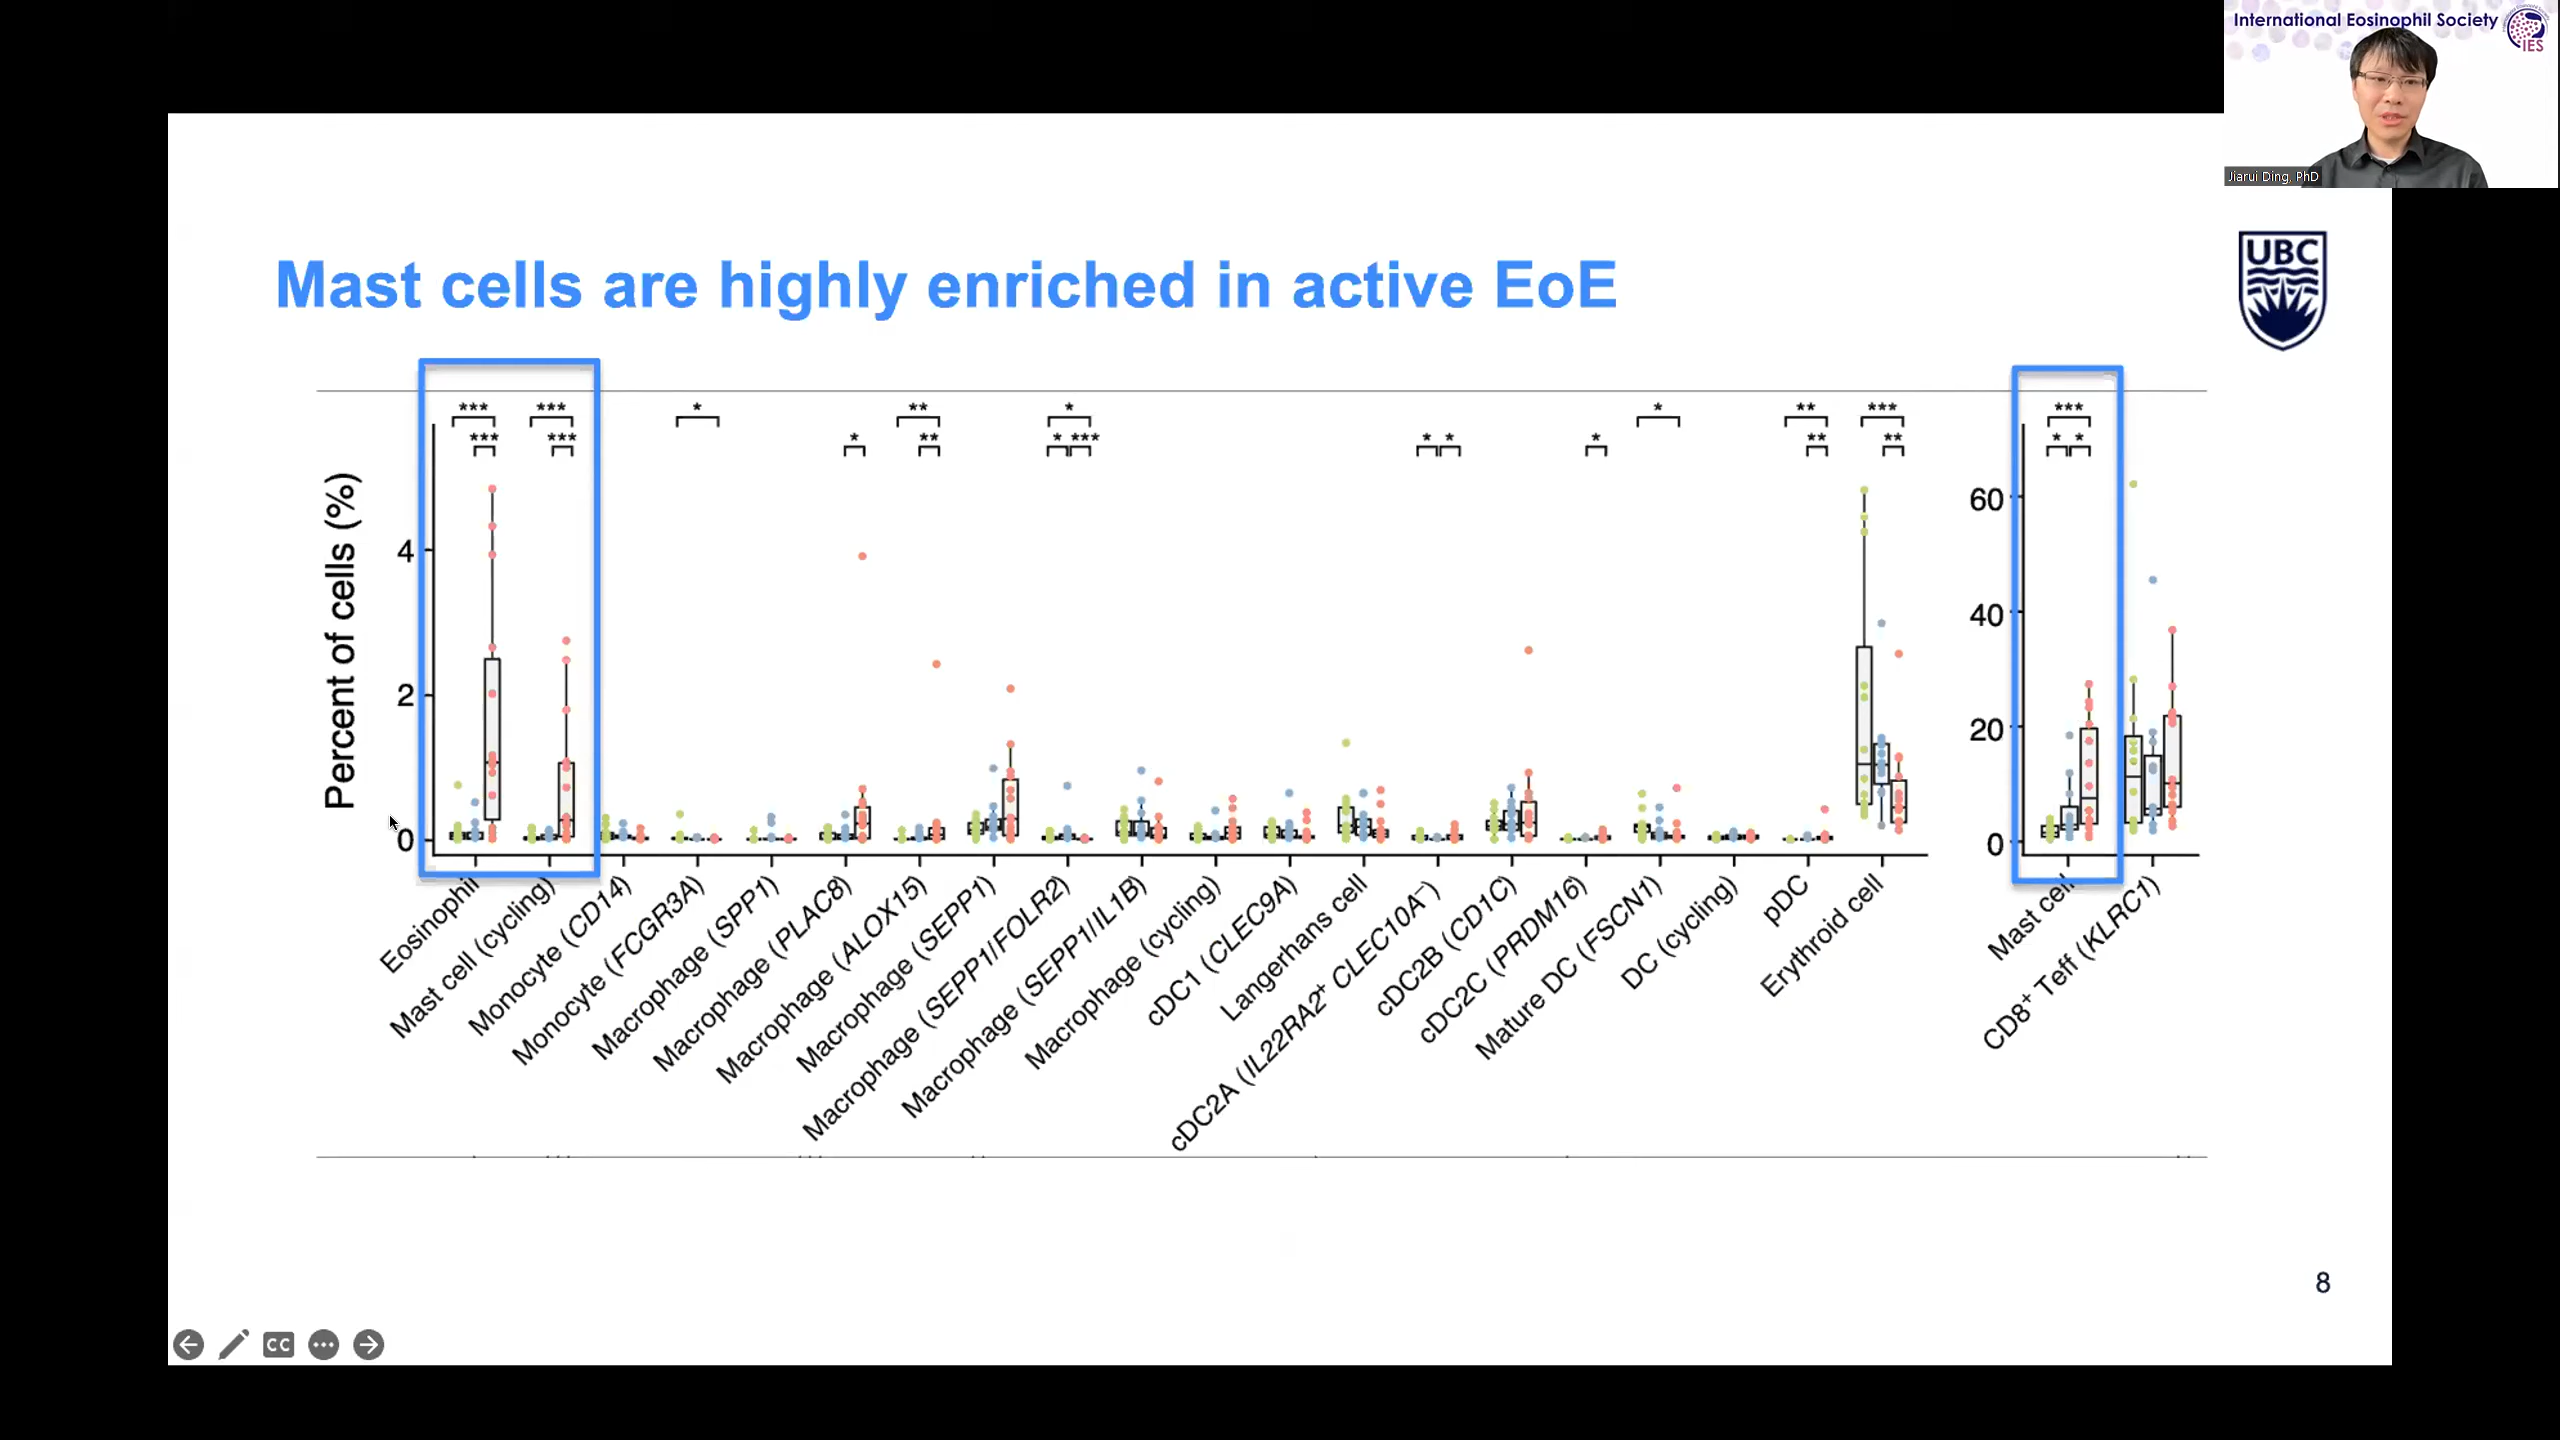 International Eosinophil Society
IES
Jiarui Ding, PhD
UBC
Mast cells are highly enriched in active EoE
*** *** * ** * * ** *** ***
*** *** * ** * *** * * * ** ** * *
Percent of cells (%)
4
2
0
60
40
20
0
Eosinophil
Mast cell (cycling)
Monocyte (CD14)
Monocyte (FCGR3A)
Macrophage (SPP1)
Macrophage (PLAC8)
Macrophage (ALOX15)
Macrophage (SEPP1)
Macrophage (SEPP1/FOLR2)
Macrophage (SEPP1/IL1B)
Macrophage (cycling)
cDC1 (CLEC9A)
Langerhans cell
cDC2A (IL22RA2⁺ CLEC10A⁻)
cDC2B (CD1C)
cDC2C (PRDM16)
Mature DC (FSCN1)
DC (cycling)
pDC
Erythroid cell
Mast cell
CD8⁺ Teff (KLRC1)
8
CC